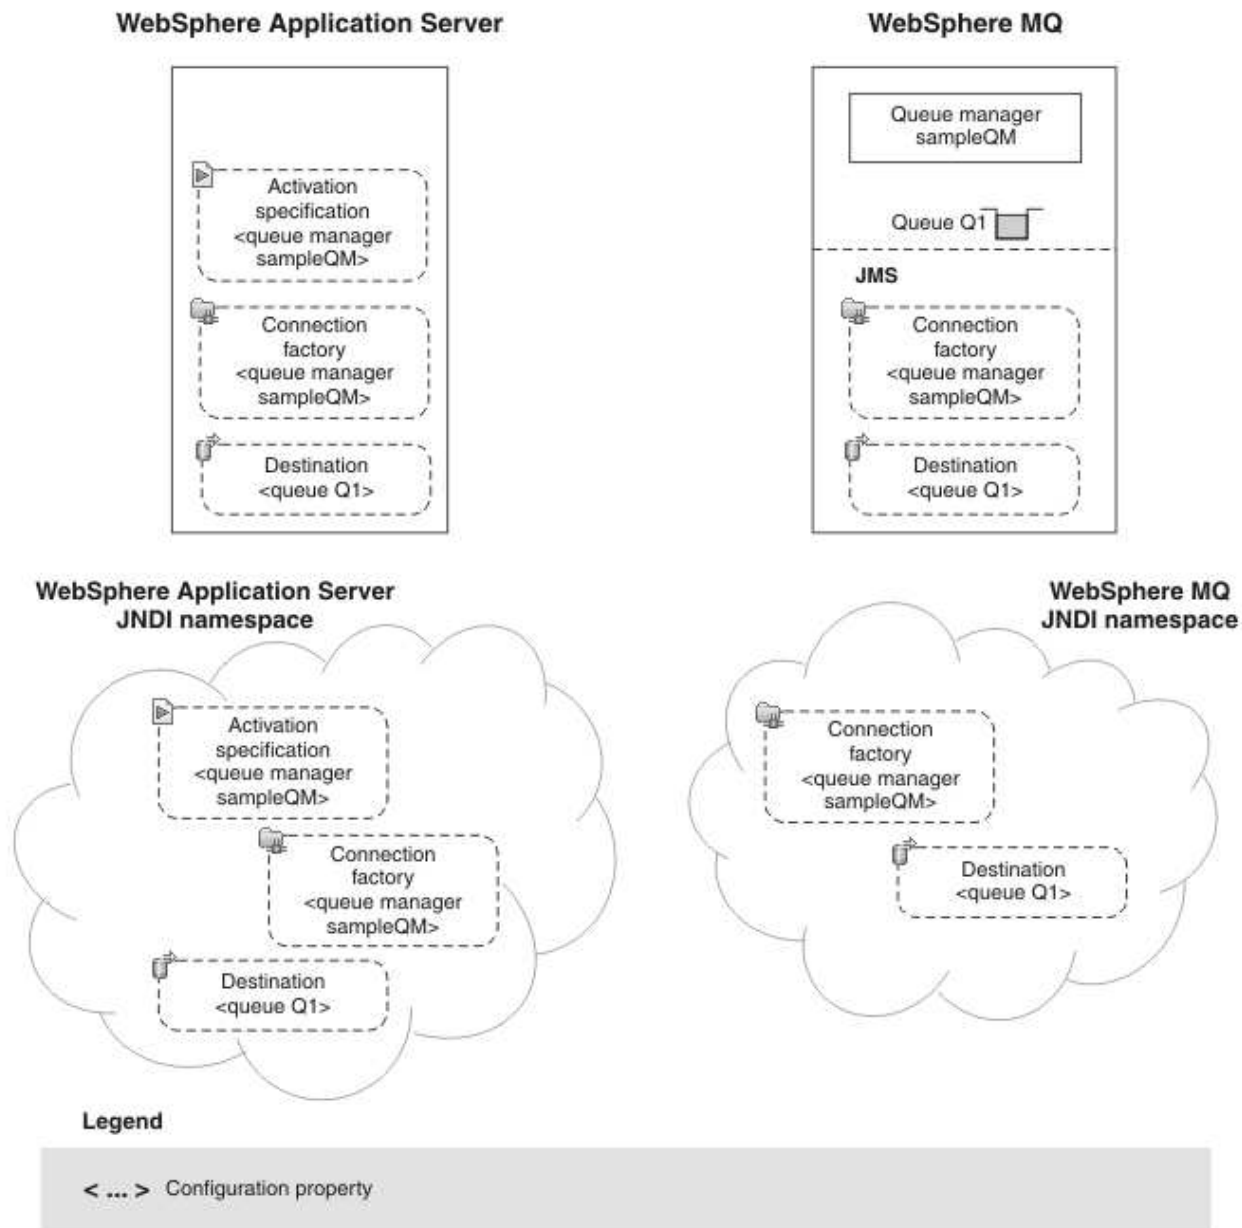 WebSphere Application Server
Activation
specification
<queue manager
sampleQM>
Connection
factory
<queue manager
sampleQM>
Destination
<queue Q1>
WebSphere MQ
Queue manager
sampleQM
Queue Q1
JMS
Connection
factory
<queue manager
sampleQM>
Destination
<queue Q1>
WebSphere Application Server
JNDI namespace
Activation
specification
<queue manager
sampleQM>
Connection
factory
<queue manager
sampleQM>
Destination
<queue Q1>
WebSphere MQ
JNDI namespace
Connection
factory
<queue manager
sampleQM>
Destination
<queue Q1>
Legend
< ... > Configuration property